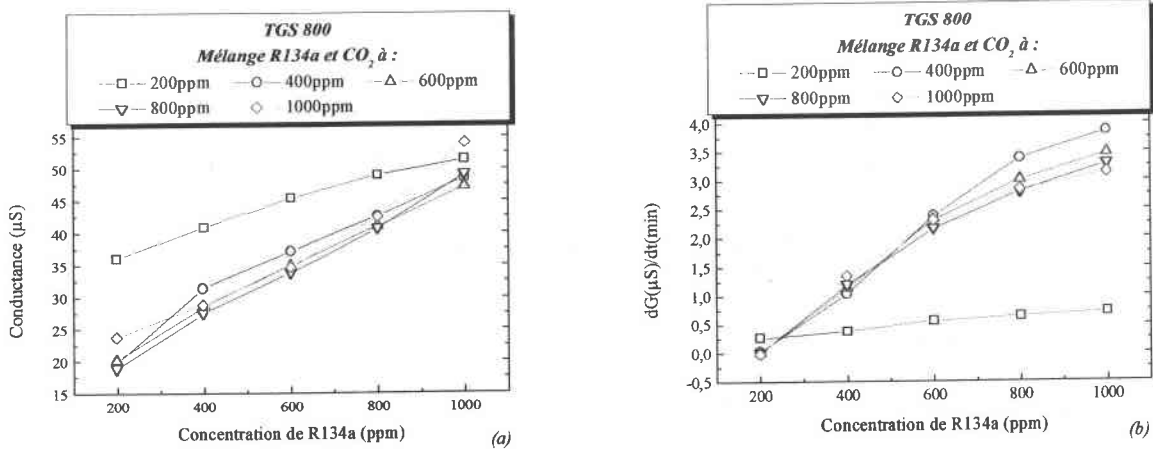 TGS 800
Mélange R134a et CO2 à :
200ppm 400ppm 600ppm
800ppm 1000ppm
55
50
45
40
35
30
25
20
15
Conductance (µS)
200 400 600 800 1000
Concentration de R134a (ppm)
(a)
TGS 800
Mélange R134a et CO2 à :
200ppm 400ppm 600ppm
800ppm 1000ppm
4,0
3,5
3,0
2,5
2,0
1,5
1,0
0,5
0,0
-0,5
dG(µS)/dt(min)
200 400 600 800 1000
Concentration de R134a (ppm)
(b)